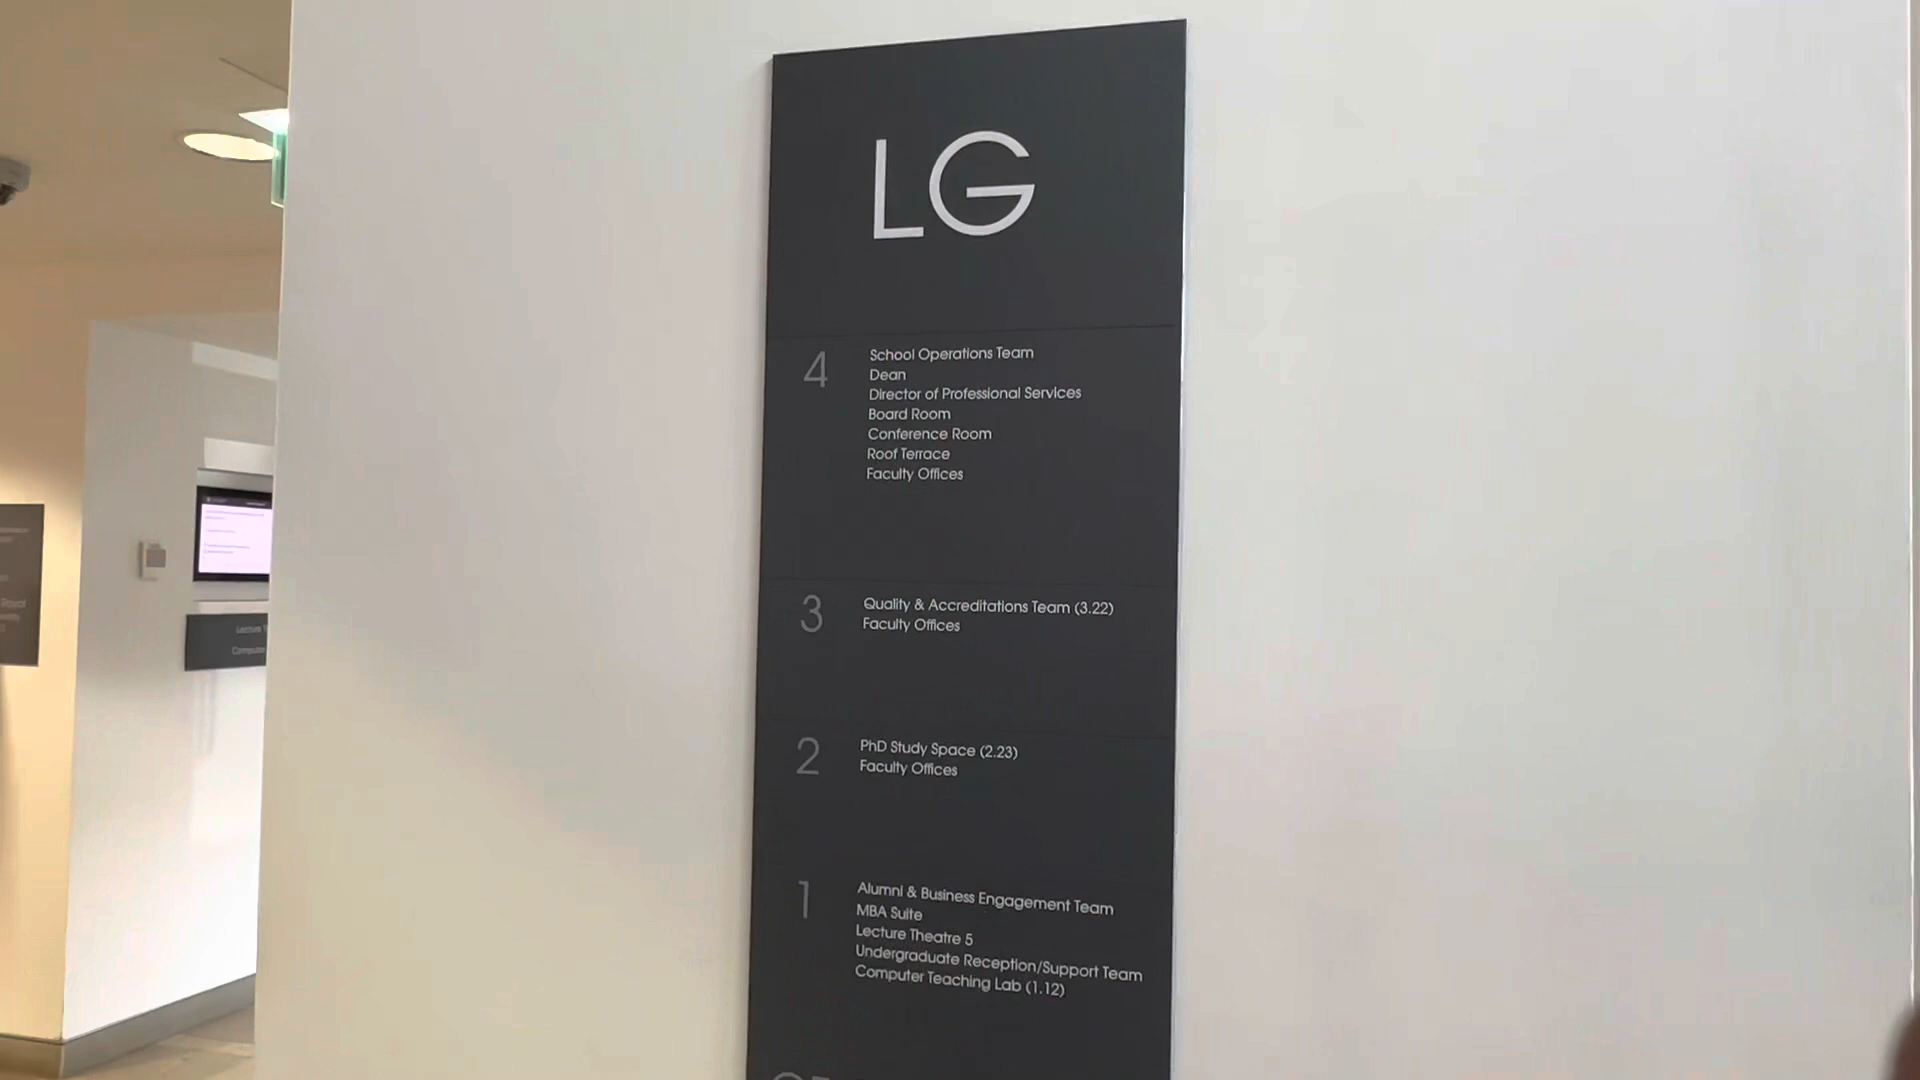 LG
4
School Operations Team
Dean
Director of Professional Services
Board Room
Conference Room
Roof Terrace
Faculty Offices
3
Quality & Accreditations Team (3.22)
Faculty Offices
2
PhD Study Space (2.23)
Faculty Offices
1
Alumni & Business Engagement Team
MBA Suite
Lecture Theatre 5
Undergraduate Reception/Support Team
Computer Teaching Lab (1.12)
Lecture